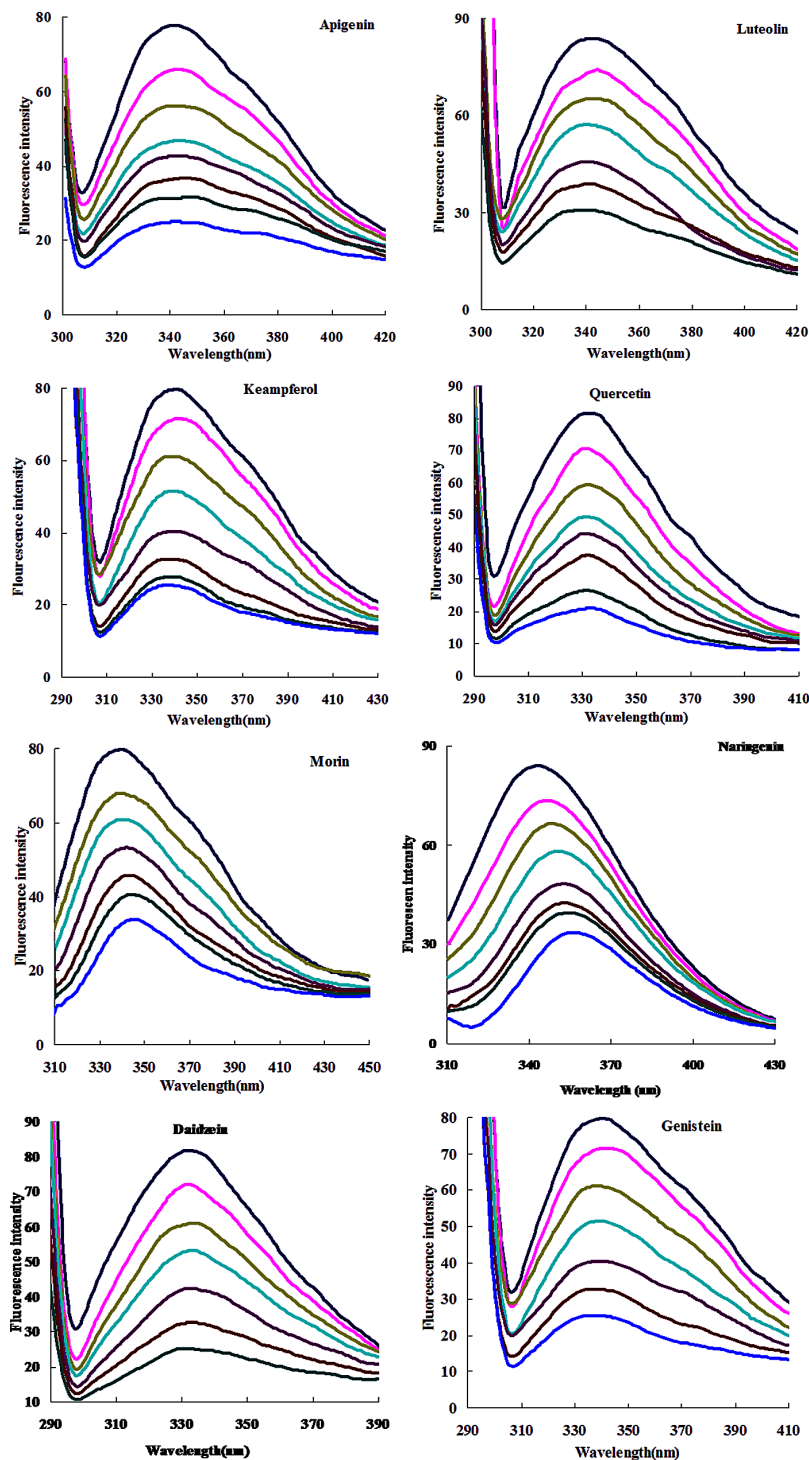 Apigenin
Fluorescence intensity
80
60
40
20
0
300 320 340 360 380 400 420
Wavelength(nm)
Luteolin
Fluorescence intensity
90
60
30
0
300 320 340 360 380 400 420
Wavelength(nm)
Keampferol
Flourescence intensity
80
60
40
20
0
290 310 330 350 370 390 410 430
Wavelength(nm)
Quercetin
Fluorescence intensity
90
80
70
60
50
40
30
20
10
0
290 310 330 350 370 390 410
Wavelength(nm)
Morin
Fluorescence intensity
80
60
40
20
0
310 330 350 370 390 410 430 450
Wavelength(nm)
Naringenin
Fluorescen intensity
90
60
30
0
310 340 370 400 430
Wavelength (nm)
Daidzein
Fluorescence intensity
90
80
70
60
50
40
30
20
10
290 310 330 350 370 390
Wavelength(nm)
Genistein
Fluorescence intensity
80
70
60
50
40
30
20
10
0
290 310 330 350 370 390 410
Wavelength(nm)